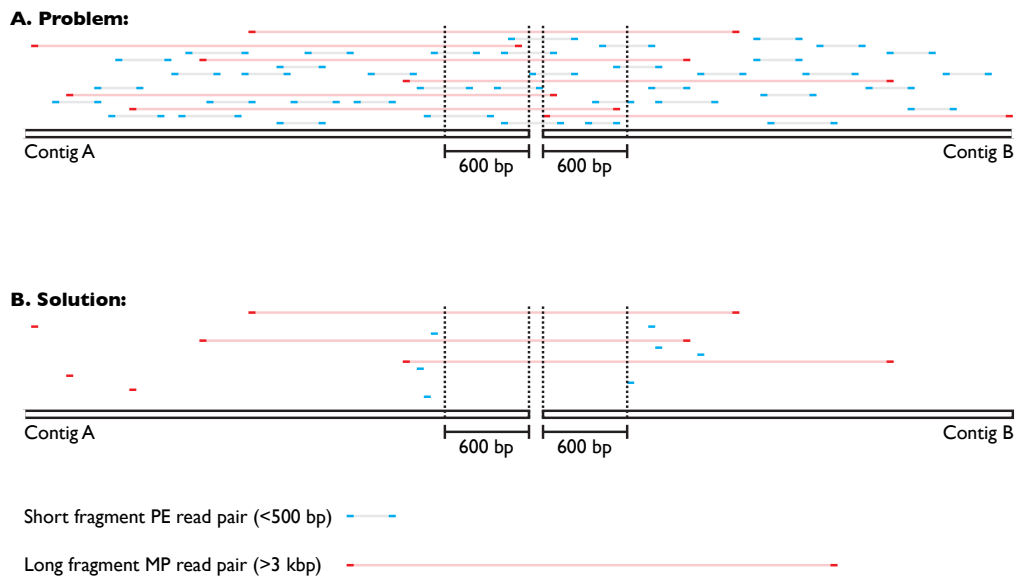 A. Problem:
Contig A
600 bp
600 bp
Contig B
B. Solution:
Contig A
600 bp
600 bp
Contig B
Short fragment PE read pair (<500 bp)
Long fragment MP read pair (>3 kbp)